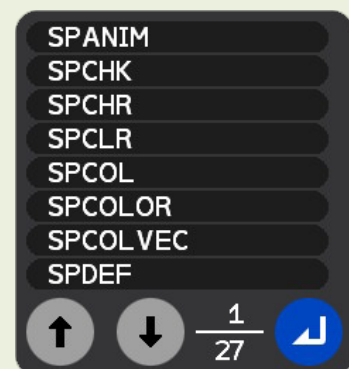 SPANIM
SPCHK
SPCHR
SPCLR
SPCOL
SPCOLOR
SPCOLVEC
SPDEF
1
27